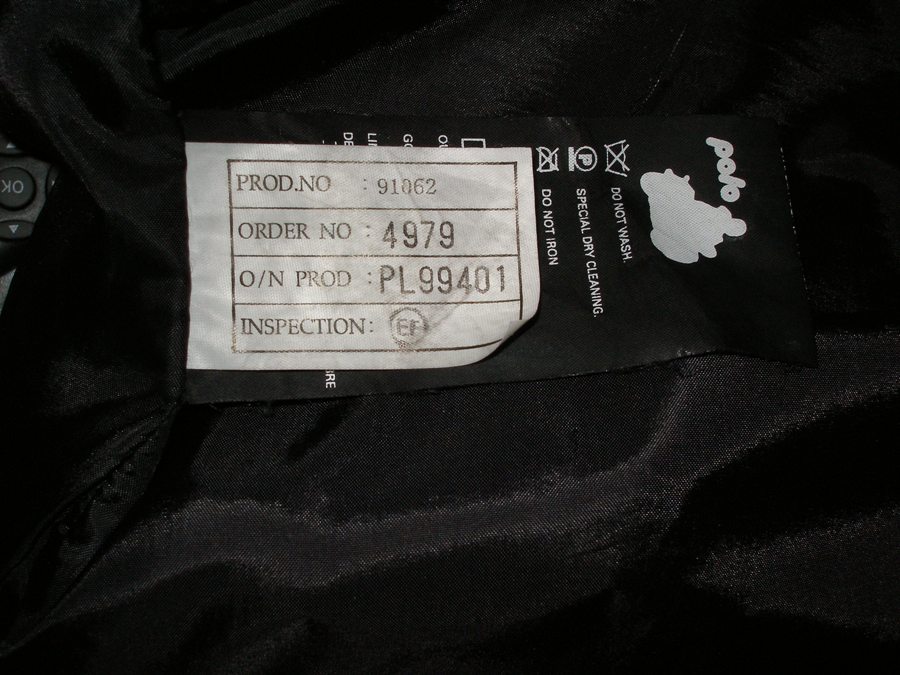 PROD.NO : 91062
ORDER NO : 4979
O/N PROD : PL99401
INSPECTION: EF
polo
DO NOT WASH.
P
SPECIAL DRY CLEANING.
DO NOT IRON
OK